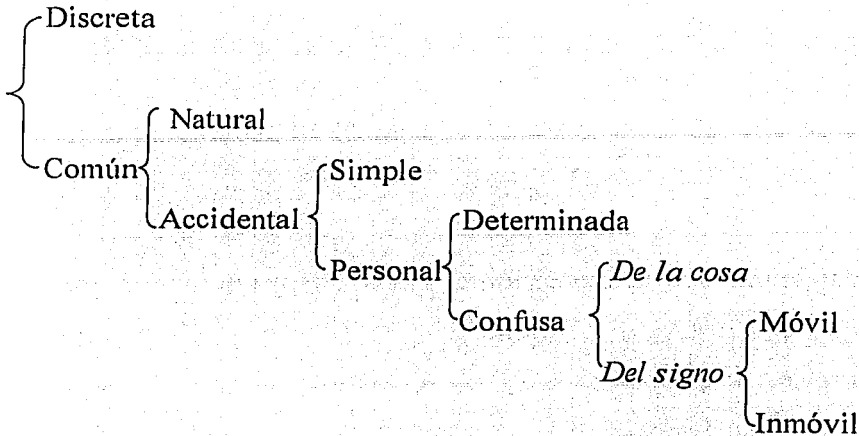 Discreta
Natural
Común
Simple
Accidental
Determinada
Personal
De la cosa
Confusa
Móvil
Del signo
Inmóvil